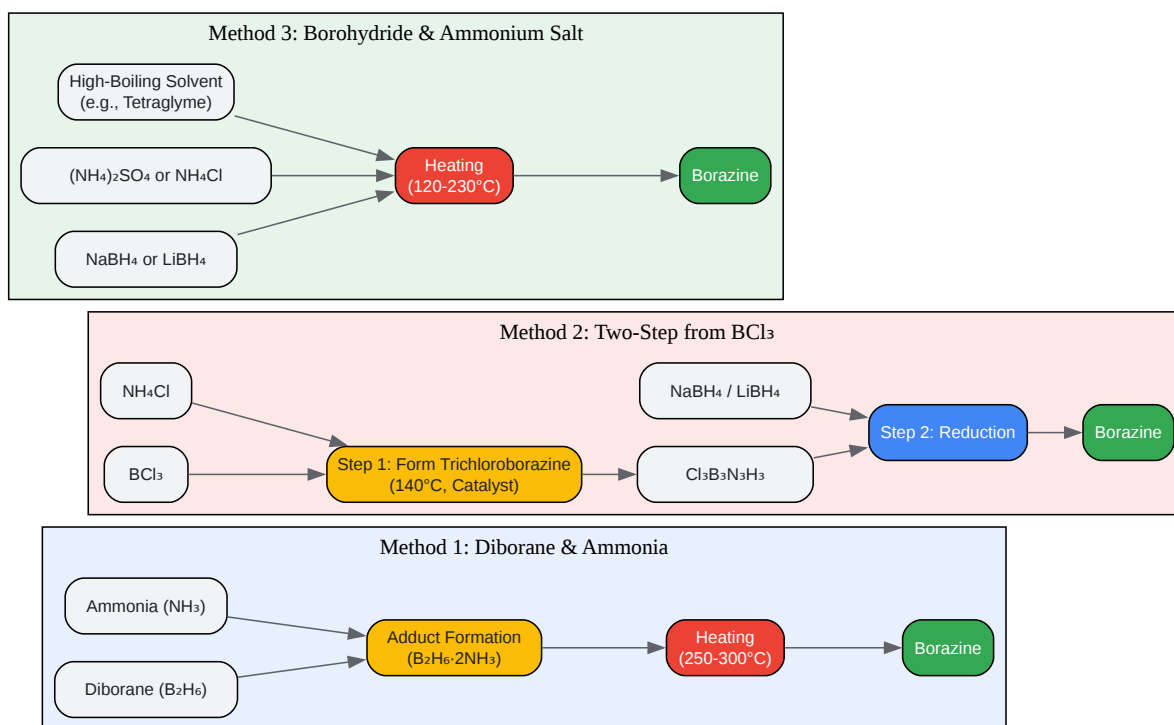 Method 3: Borohydride & Ammonium Salt
High-Boiling Solvent
(e.g., Tetraglyme)
(NH₄)₂SO₄ or NH₄Cl
NaBH₄ or LiBH₄
Heating
(120-230°C)
Borazine
Method 2: Two-Step from BCl₃
NH₄Cl
BCl₃
Step 1: Form Trichloroborazine
(140°C, Catalyst)
NaBH₄ / LiBH₄
Cl₃B₃N₃H₃
Step 2: Reduction
Borazine
Method 1: Diborane & Ammonia
Ammonia (NH₃)
Diborane (B₂H₆)
Adduct Formation
(B₂H₆·2NH₃)
Heating
(250-300°C)
Borazine